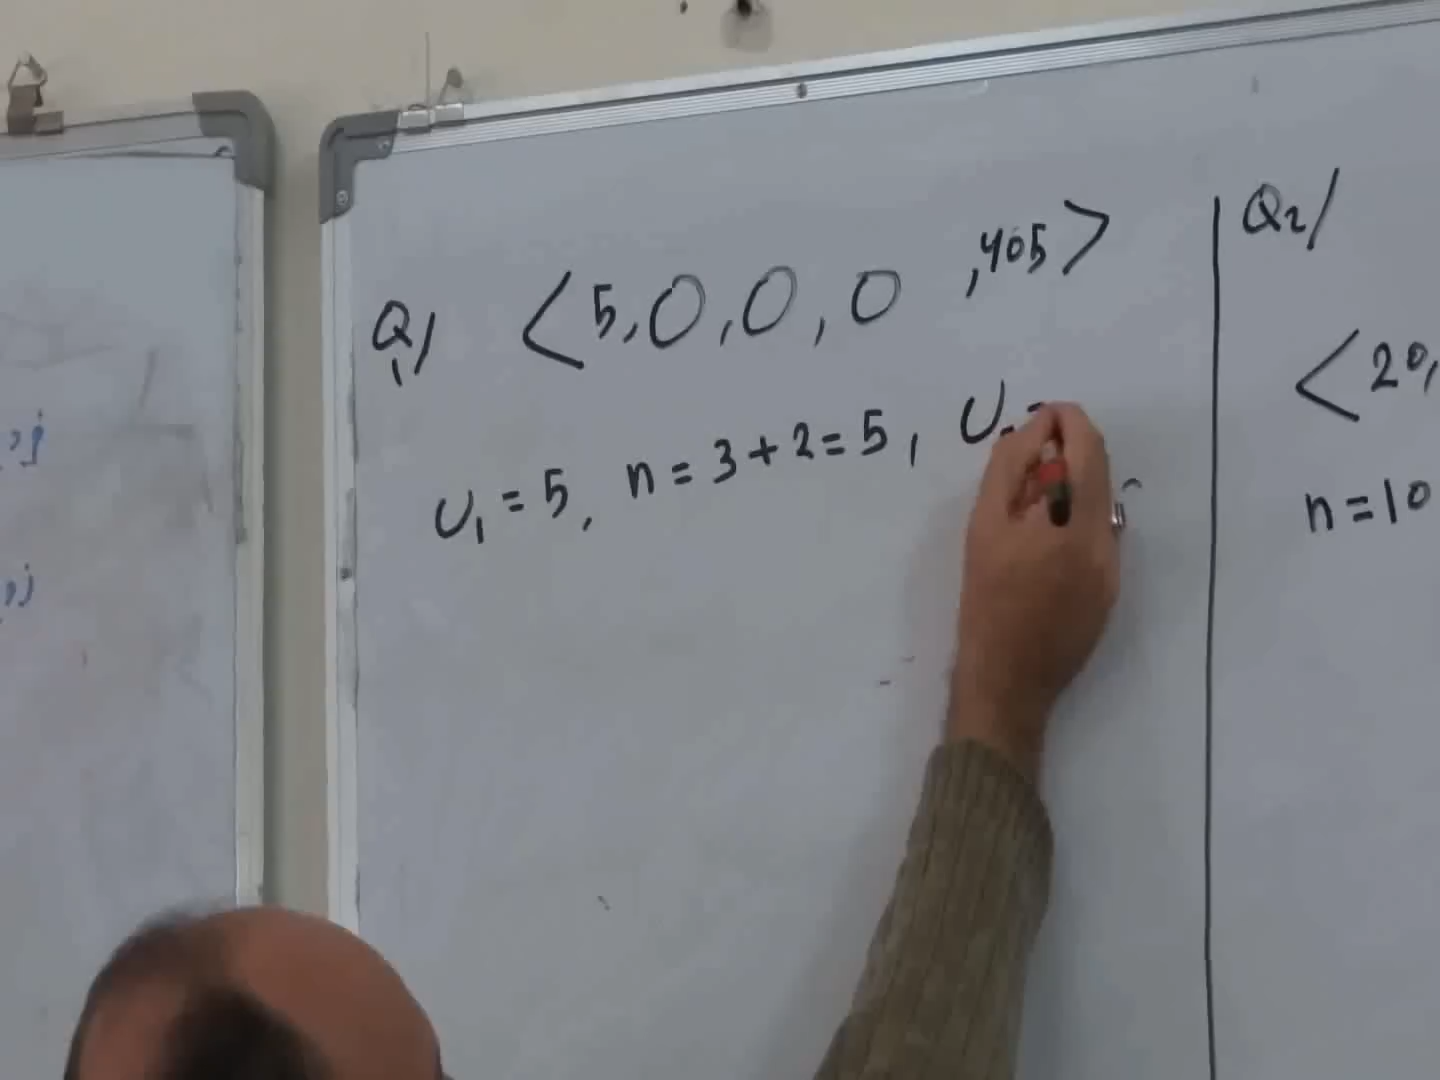 Q1/ <5,0,0,0 ,405>
U1 = 5, n = 3 + 2 = 5, U
Q2/
<20,
n = 10